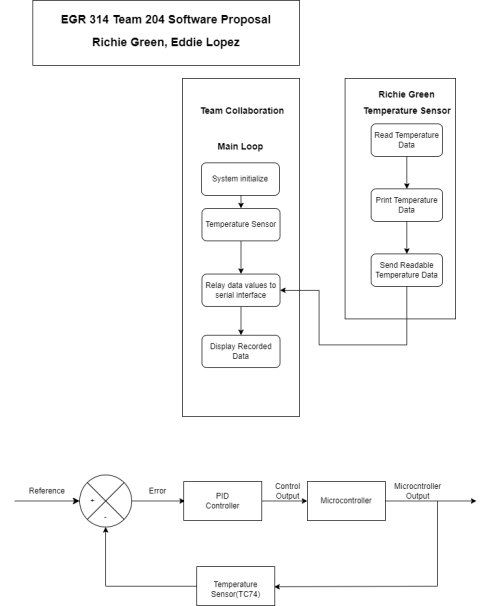 EGR 314 Team 204 Software Proposal
Richie Green, Eddie Lopez
Team Collaboration
Main Loop
System initialize
Temperature Sensor
Relay data values to
serial interface
Display Recorded
Data
Richie Green
Temperature Sensor
Read Temperature
Data
Print Temperature
Data
Send Readable
Temperature Data
Reference
+
-
Error
PID
Controller
Control
Output
Microcontroller
Microcntroller
Output
Temperature
Sensor(TC74)